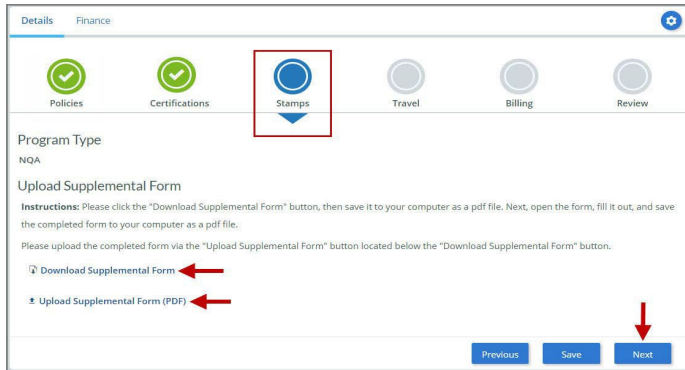 Details Finance
Policies Certifications Stamps Travel Billing Review
Program Type
NQA
Upload Supplemental Form
Instructions: Please click the "Download Supplemental Form" button, then save it to your computer as a pdf file. Next, open the form, fill it out, and save
the completed form to your computer as a pdf file.
Please upload the completed form via the "Upload Supplemental Form" button located below the "Download Supplemental Form" button.
Download Supplemental Form
Upload Supplemental Form (PDF)
Previous Save Next